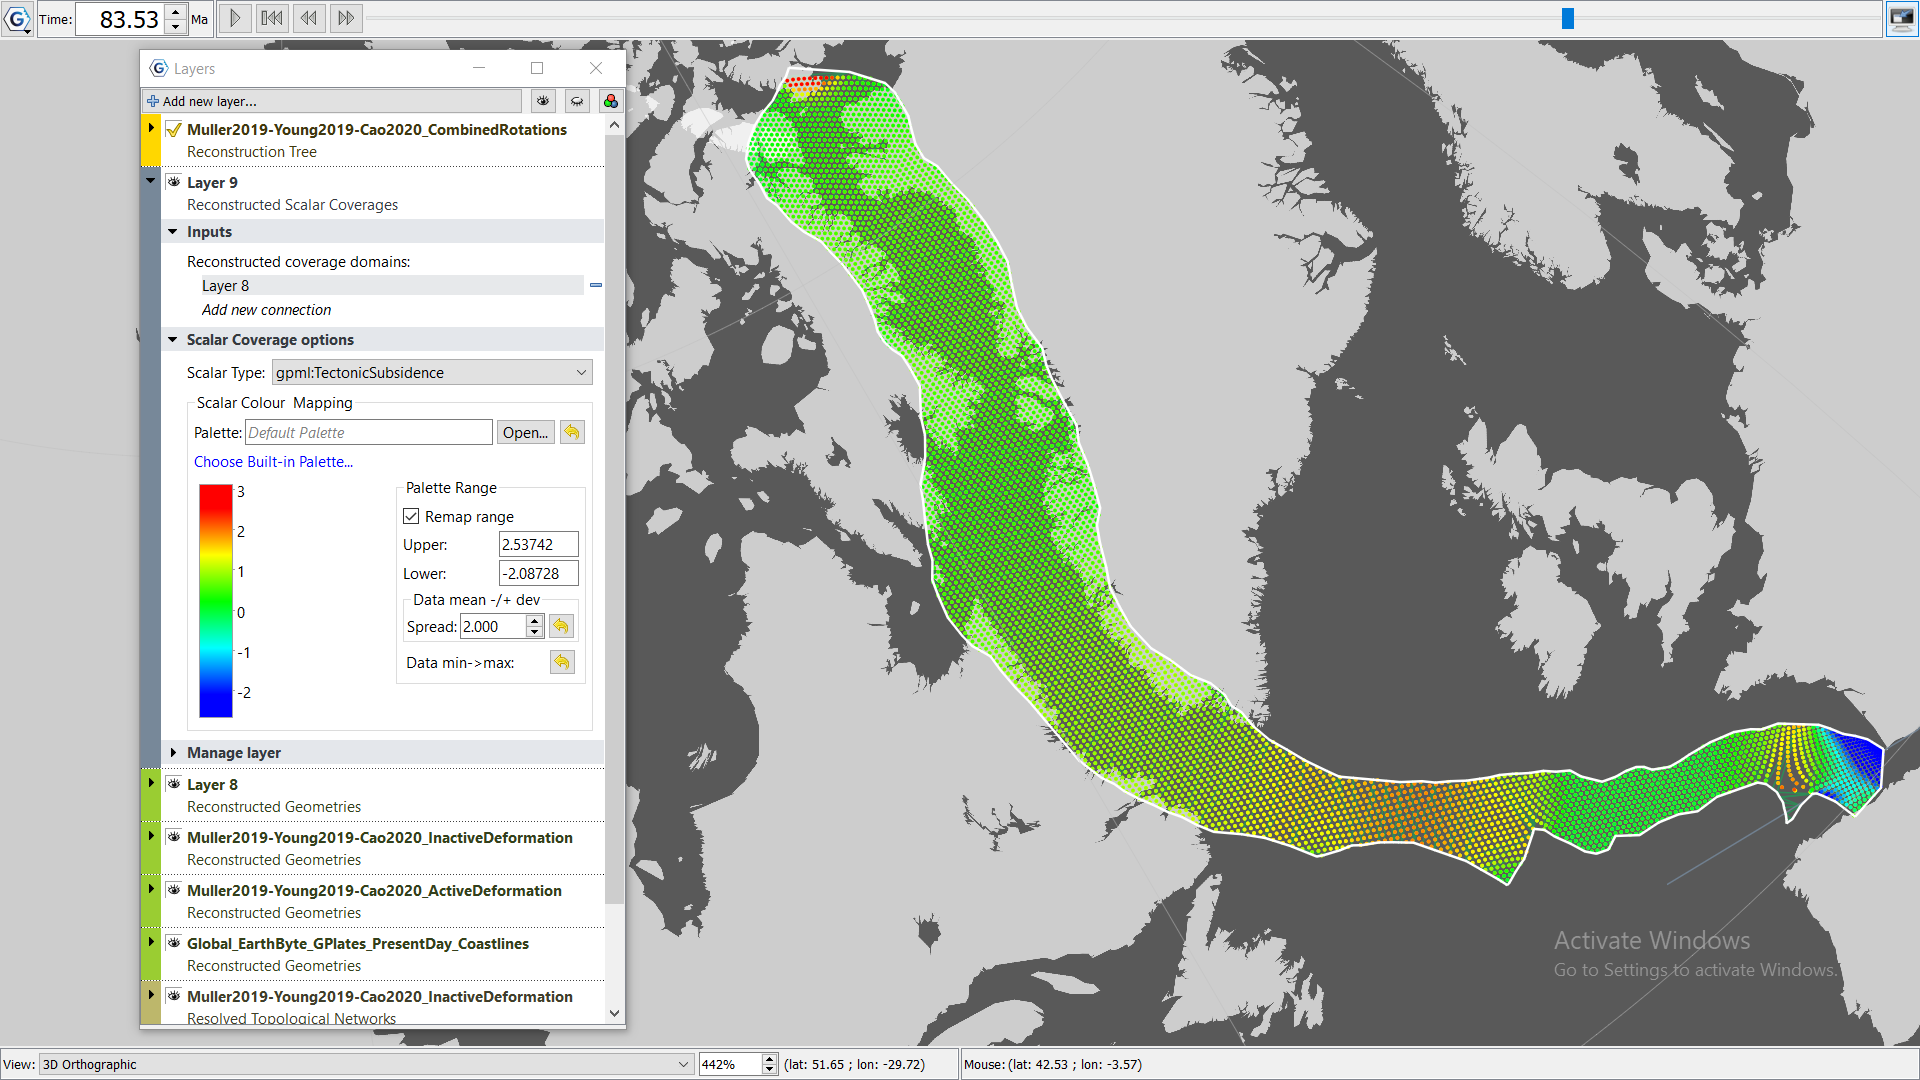 Time: 83.53 Ma
Layers
Add new layer...
Muller2019-Young2019-Cao2020_CombinedRotations
Reconstruction Tree
Layer 9
Reconstructed Scalar Coverages
Inputs
Reconstructed coverage domains:
Layer 8
Add new connection
Scalar Coverage options
Scalar Type: gpml:TectonicSubsidence
Scalar Colour Mapping
Palette: Default Palette Open...
Choose Built-in Palette...
3
2
1
0
-1
-2
Palette Range
Remap range
Upper: 2.53742
Lower: -2.08728
Data mean -/+ dev
Spread: 2.000
Data min->max:
Manage layer
Layer 8
Reconstructed Geometries
Muller2019-Young2019-Cao2020_InactiveDeformation
Reconstructed Geometries
Muller2019-Young2019-Cao2020_ActiveDeformation
Reconstructed Geometries
Global_EarthByte_GPlates_PresentDay_Coastlines
Reconstructed Geometries
Muller2019-Young2019-Cao2020_InactiveDeformation
Resolved Topological Networks
Activate Windows
Go to Settings to activate Windows.
View: 3D Orthographic 442% (lat: 51.65 ; lon: -29.72) Mouse: (lat: 42.53 ; lon: -3.57)